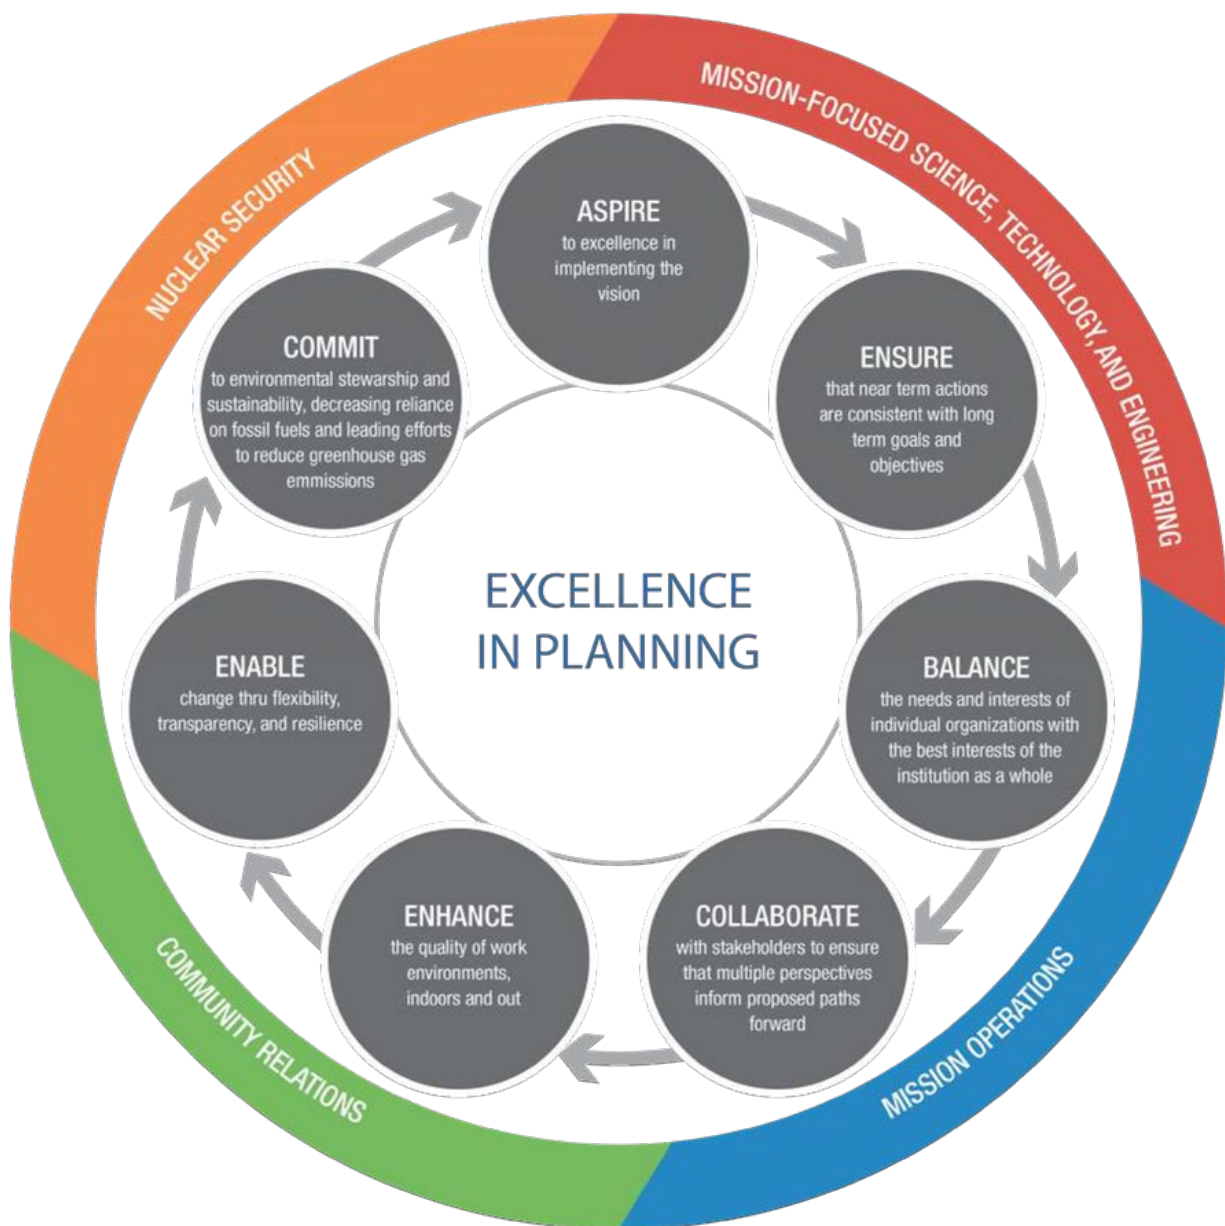 MISSION-FOCUSED SCIENCE, TECHNOLOGY, AND ENGINEERING
NUCLEAR SECURITY
ASPIRE
to excellence in
implementing the
vision
ENSURE
that near term actions
are consistent with long
term goals and
objectives
BALANCE
the needs and interests of
individual organizations with
the best interests of the
institution as a whole
COLLABORATE
with stakeholders to ensure
that multiple perspectives
inform proposed paths
forward
ENHANCE
the quality of work
environments,
indoors and out
ENABLE
change thru flexibility,
transparency, and resilience
COMMIT
to environmental stewarship and
sustainability, decreasing reliance
on fossil fuels and leading efforts
to reduce greenhouse gas
emmissions
EXCELLENCE
IN PLANNING
COMMUNITY RELATIONS
MISSION OPERATIONS